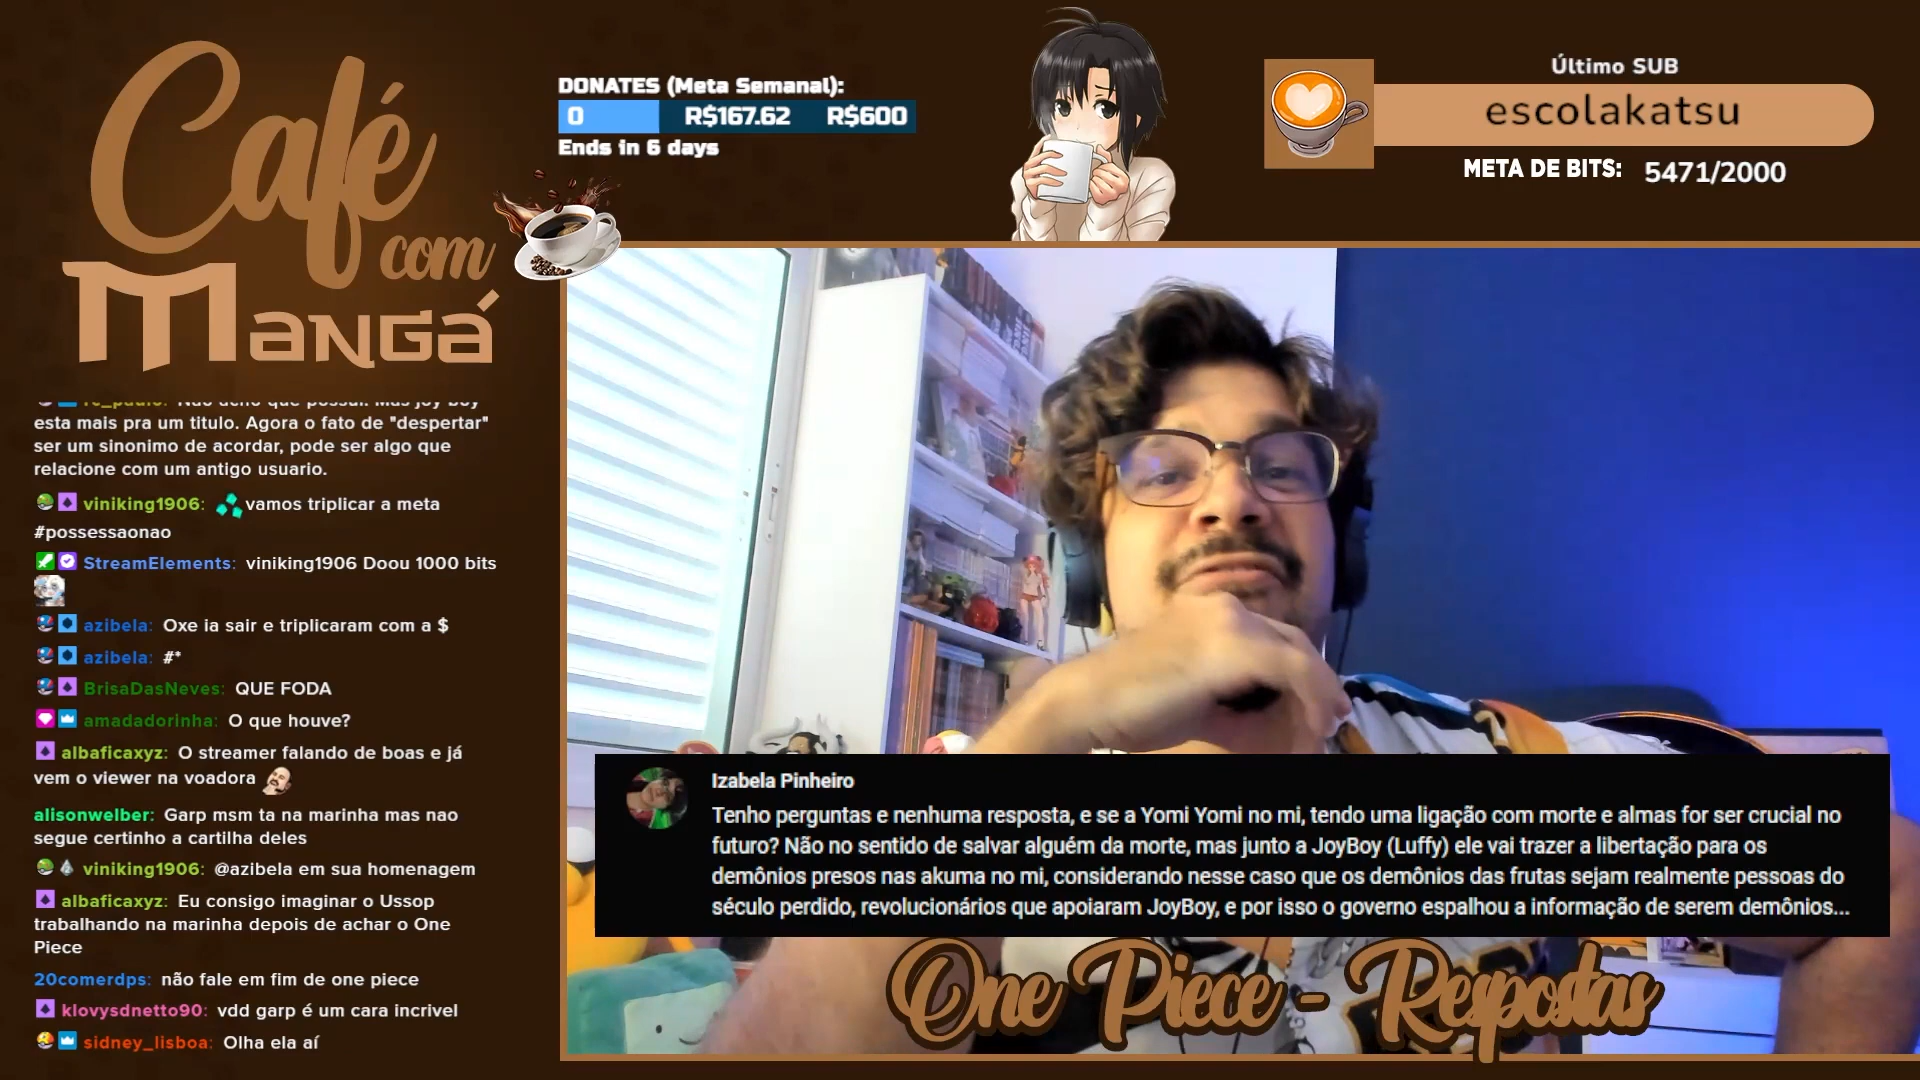 Café
com
Mangá
DONATES (Meta Semanal):
0 R$167.62 R$600
Ends in 6 days
Último SUB
escolakatsu
META DE BITS: 5471/2000
esta mais pra um titulo. Agora o fato de "despertar"
ser um sinonimo de acordar, pode ser algo que
relacione com um antigo usuario.
viniking1906: vamos triplicar a meta
#possessaonao
StreamElements: viniking1906 Doou 1000 bits
azibela: Oxe ia sair e triplicaram com a $
azibela: #*
BrisaDasNeves: QUE FODA
amadadorinha: O que houve?
albaficaxyz: O streamer falando de boas e já
vem o viewer na voadora
alisonwelber: Garp msm ta na marinha mas nao
segue certinho a cartilha deles
viniking1906: @azibela em sua homenagem
albaficaxyz: Eu consigo imaginar o Ussop
trabalhando na marinha depois de achar o One
Piece
20comerdps: não fale em fim de one piece
klovysdnetto90: vdd garp é um cara incrivel
sidney_lisboa: Olha ela aí
Izabela Pinheiro
Tenho perguntas e nenhuma resposta, e se a Yomi Yomi no mi, tendo uma ligação com morte e almas for ser crucial no
futuro? Não no sentido de salvar alguém da morte, mas junto a JoyBoy (Luffy) ele vai trazer a libertação para os
demônios presos nas akuma no mi, considerando nesse caso que os demônios das frutas sejam realmente pessoas do
século perdido, revolucionários que apoiaram JoyBoy, e por isso o governo espalhou a informação de serem demônios...
One Piece - Respostas